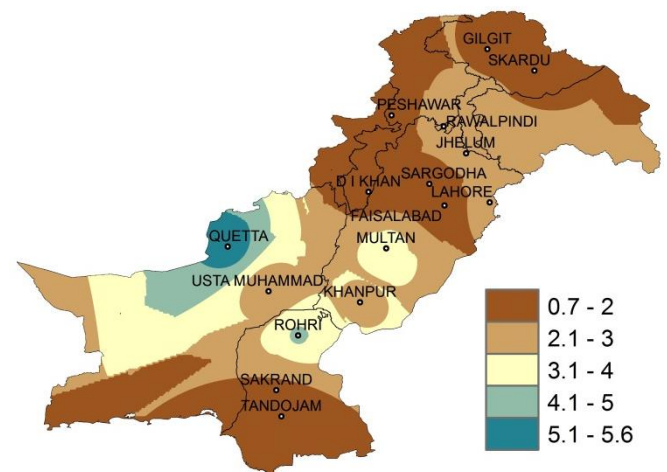 GILGIT
SKARDU
PESHAWAR
RAWALPINDI
JHELUM
D I KHAN
SARGODHA
LAHORE
FAISALABAD
QUETTA
MULTAN
USTA MUHAMMAD
KHANPUR
ROHRI
SAKRAND
TANDOJAM
0.7 - 2
2.1 - 3
3.1 - 4
4.1 - 5
5.1 - 5.6